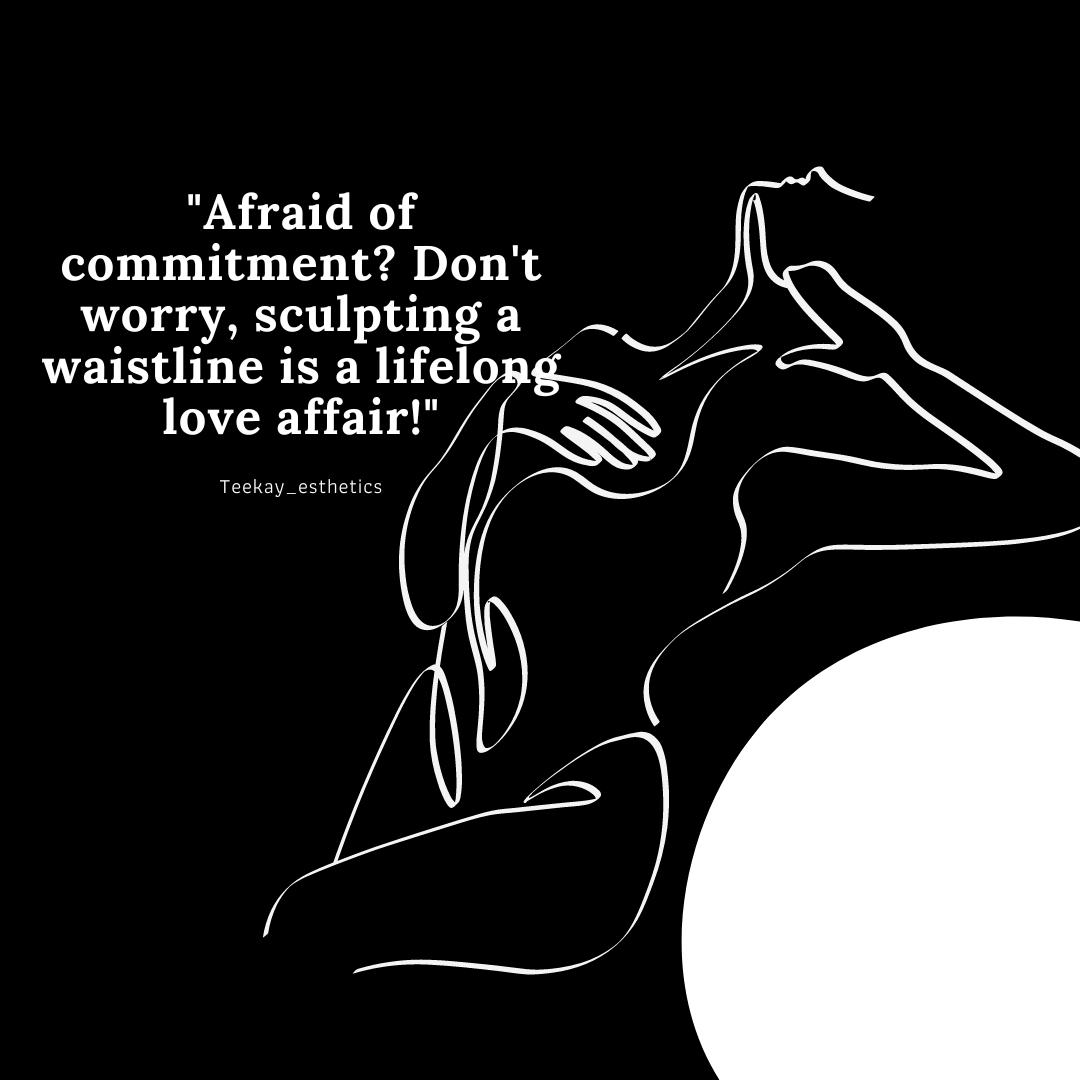 "Afraid of
commitment? Don't
worry, sculpting a
waistline is a lifelong
love affair!"
Teekay_esthetics